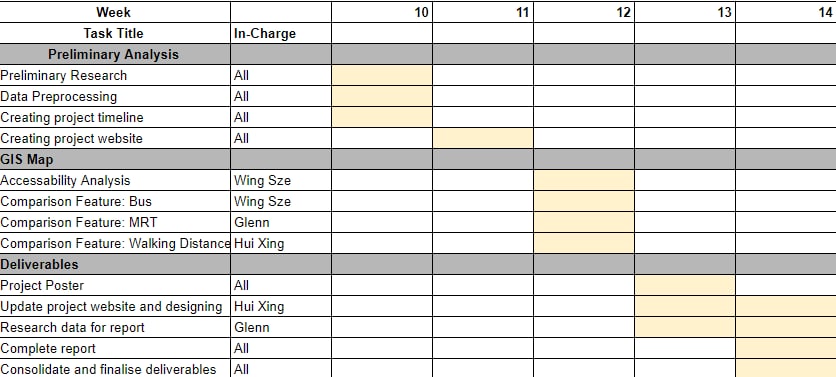 Week 10 11 12 13 14
Task Title In-Charge
Preliminary Analysis
Preliminary Research All
Data Preprocessing All
Creating project timeline All
Creating project website All
GIS Map
Accessability Analysis Wing Sze
Comparison Feature: Bus Wing Sze
Comparison Feature: MRT Glenn
Comparison Feature: Walking Distance Hui Xing
Deliverables
Project Poster All
Update project website and designing Hui Xing
Research data for report Glenn
Complete report All
Consolidate and finalise deliverables All